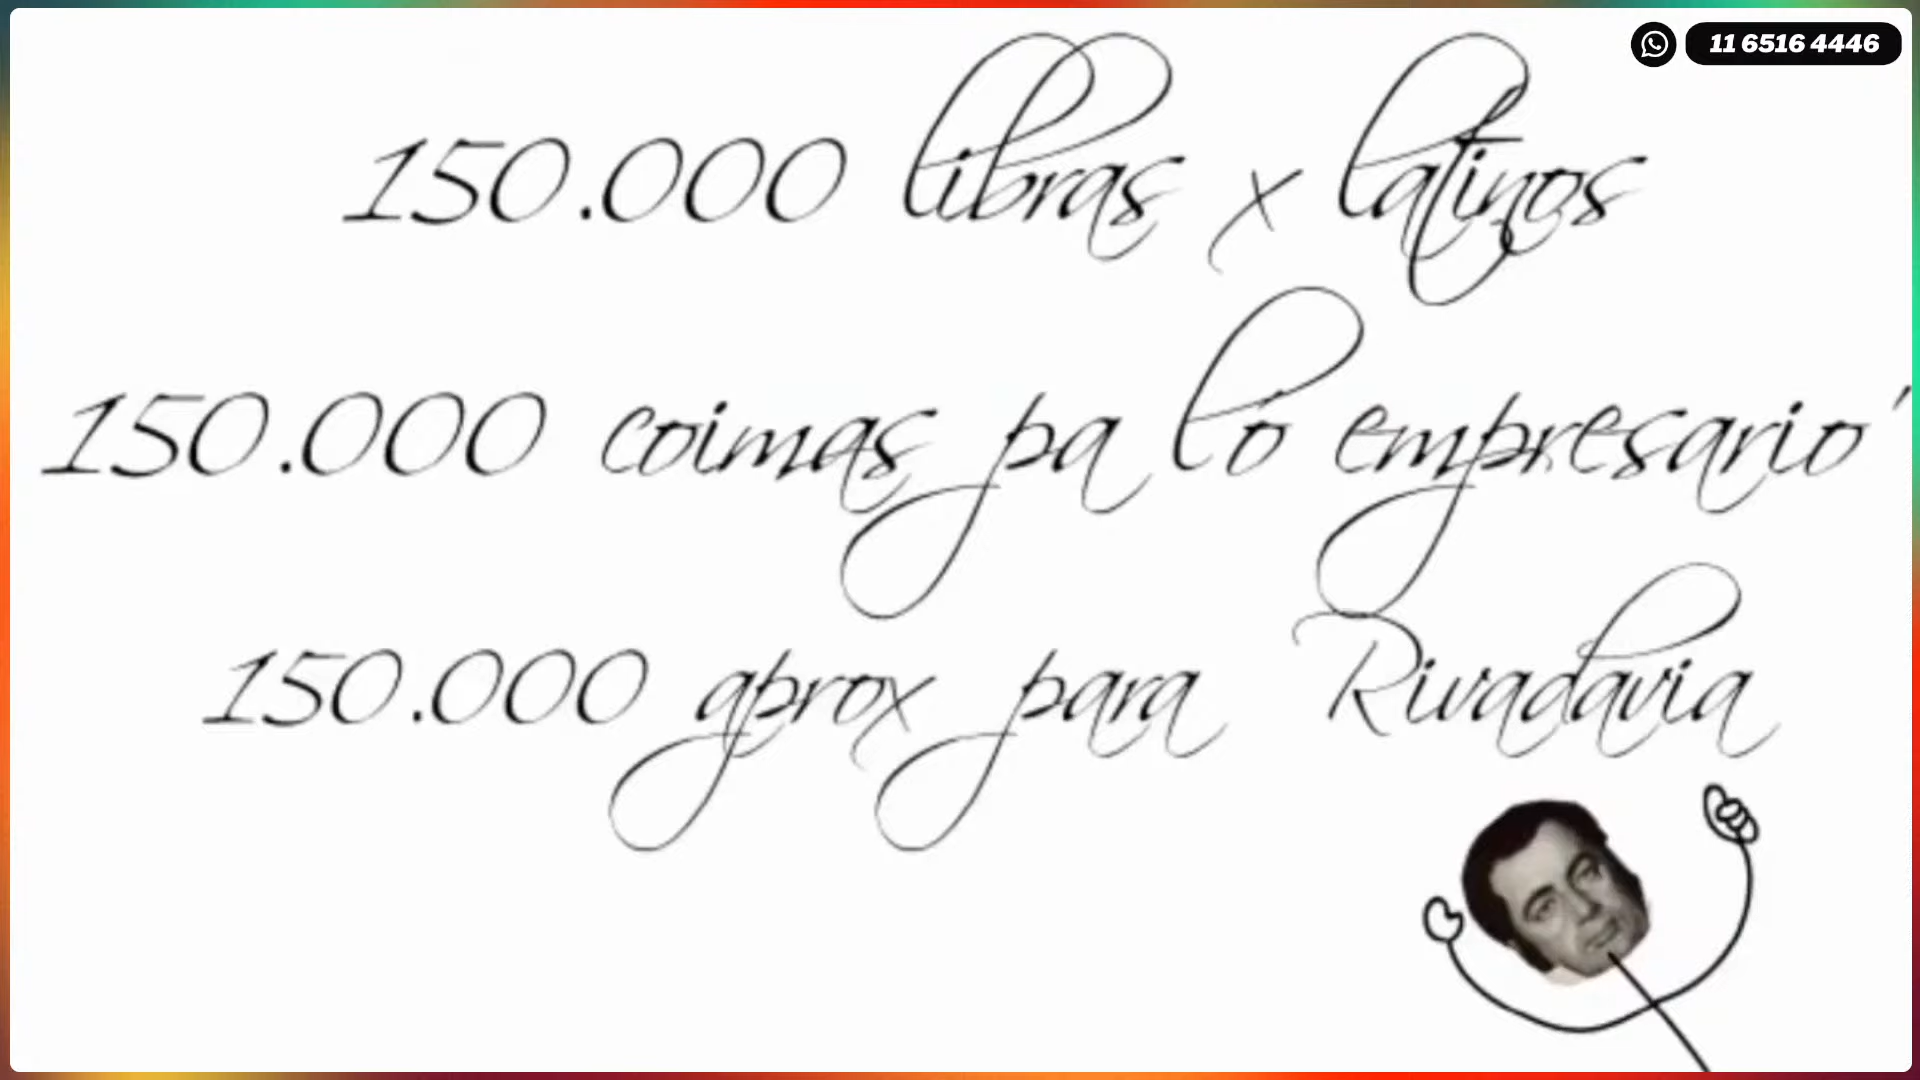 11 6516 4446
150.000 libras x latinos
150.000 coimas pa lo' empresario'
150.000 aprox para Rivadavia